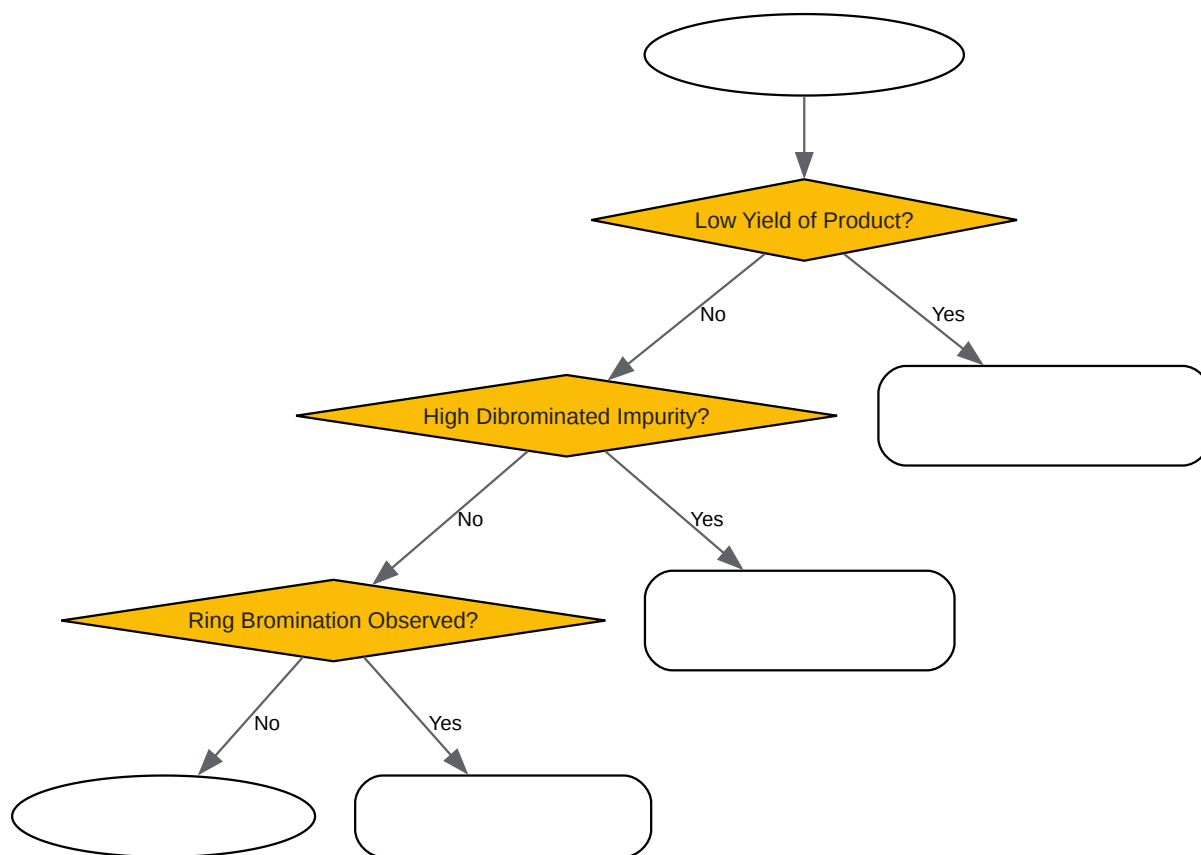 Low Yield of Product?
No
Yes
High Dibrominated Impurity?
No
Yes
Ring Bromination Observed?
No
Yes